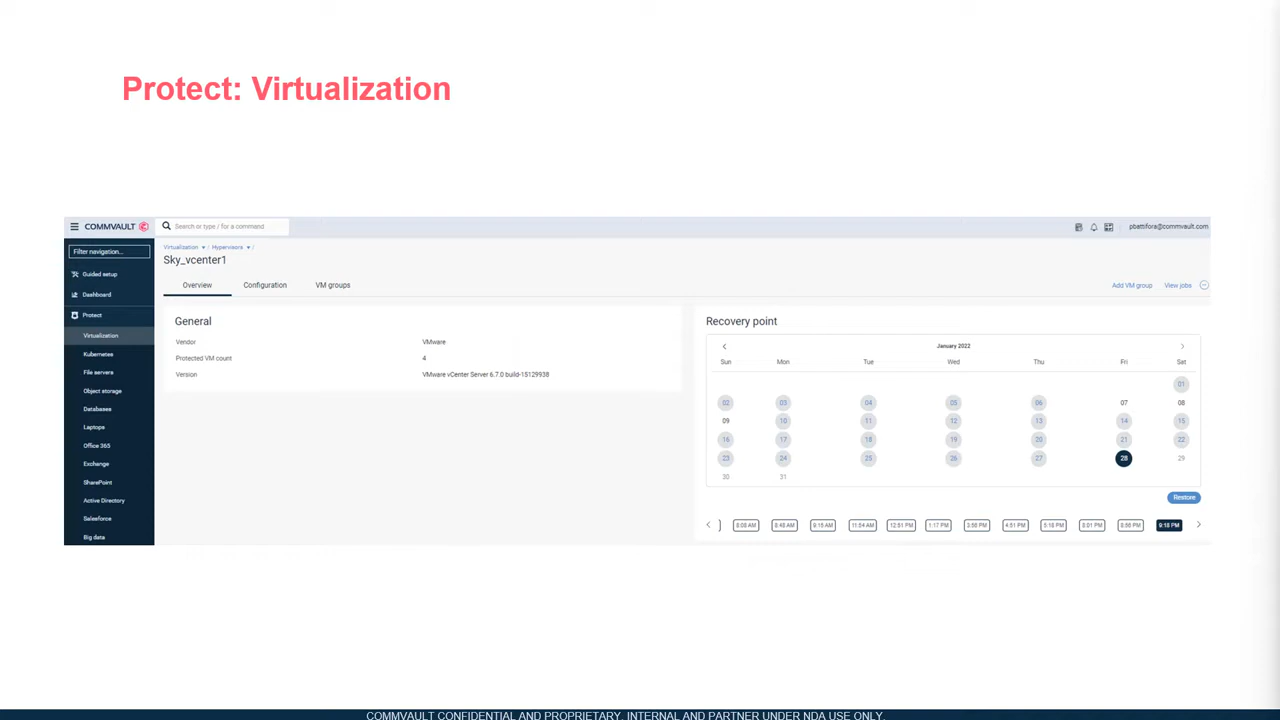 Protect: Virtualization
COMMVAULT
Search or type / for a command
pbattifora@commvault.com
Filter navigation...
Guided setup
Dashboard
Protect
Virtualization
Kubernetes
File servers
Object storage
Databases
Laptops
Office 365
Exchange
SharePoint
Active Directory
Salesforce
Big data
Virtualization / Hypervisors /
Sky_vcenter1
Overview Configuration VM groups
Add VM group View jobs
General
Vendor VMware
Protected VM count 4
Version VMware vCenter Server 6.7.0 build-15129938
Recovery point
January 2022
Sun Mon Tue Wed Thu Fri Sat
01
02 03 04 05 06 07 08
09 10 11 12 13 14 15
16 17 18 19 20 21 22
23 24 25 26 27 28 29
30 31
Restore
8:08 AM 8:48 AM 9:15 AM 11:54 AM 12:51 PM 1:17 PM 3:58 PM 4:51 PM 5:18 PM 8:01 PM 8:56 PM 9:18 PM
COMMVAULT CONFIDENTIAL AND PROPRIETARY. INTERNAL AND PARTNER UNDER NDA USE ONLY.